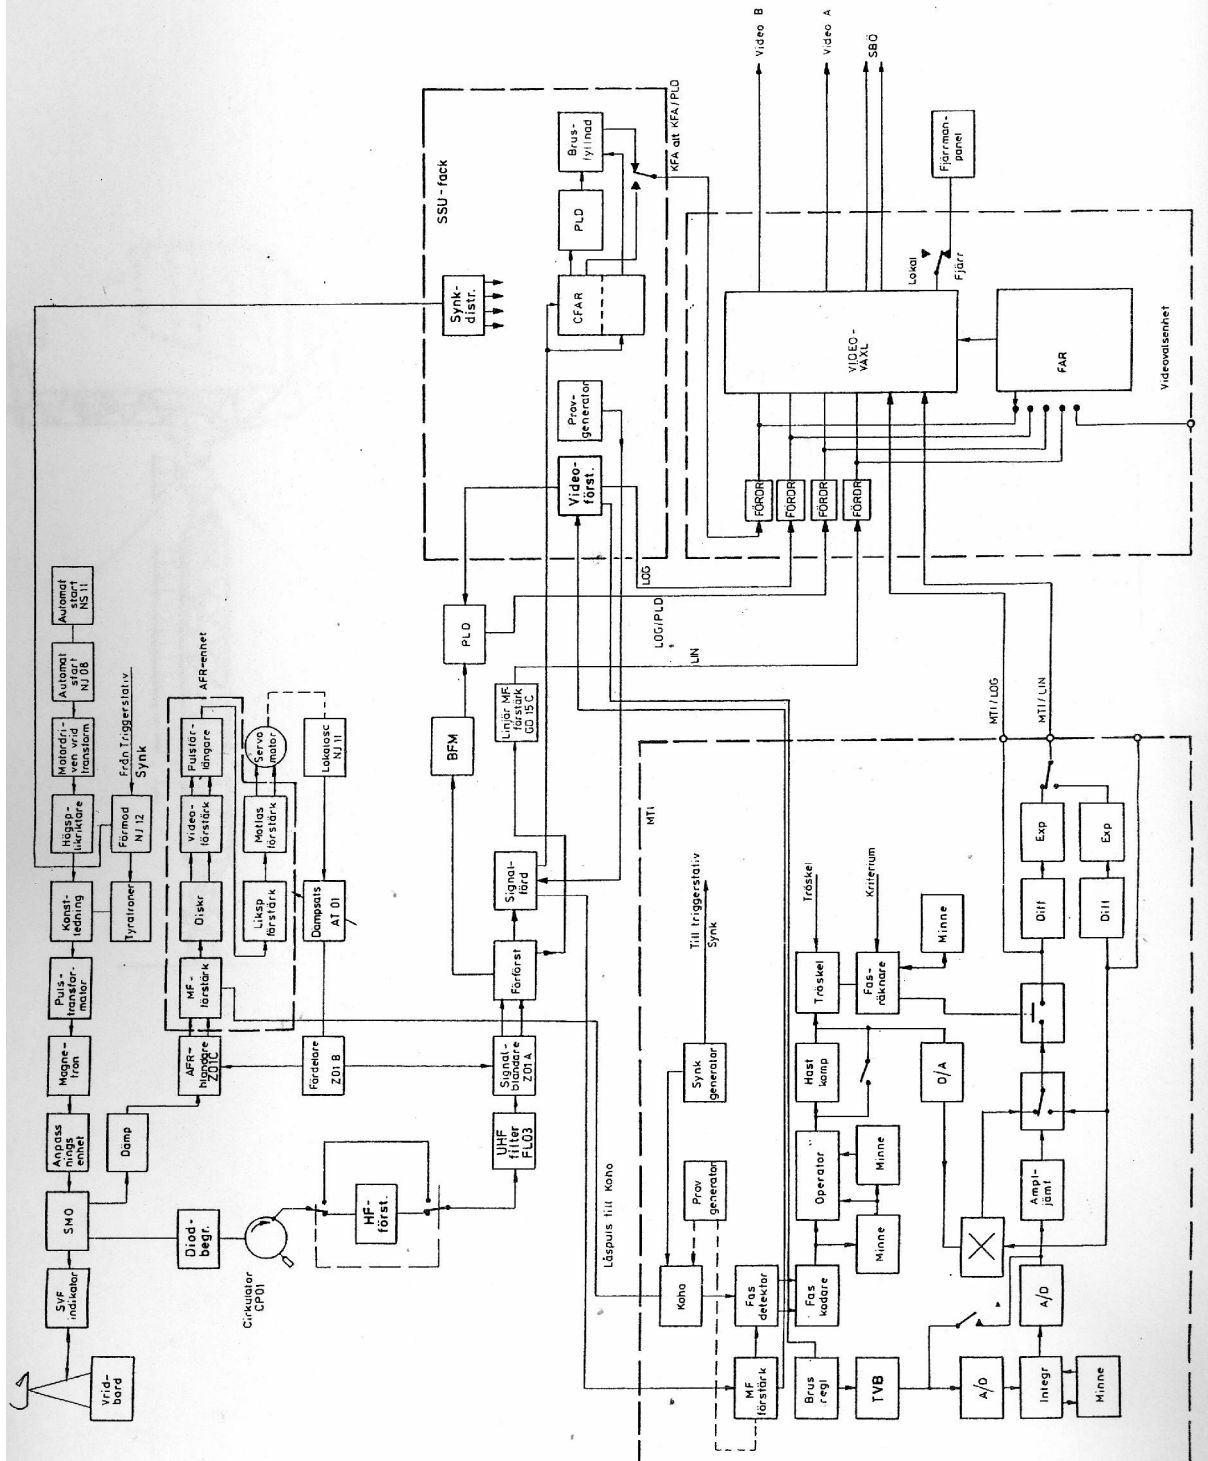 Vrid-
bord
SVF
indikator
SMO
Anpass
nings
enhet
Magne-
tron
Puls-
transfor-
mator
Konst-
ledning
Högsp-
likriktare
Motordri-
ven vrid
transform
Automat
start
NJ 08
Automat
start
NS 11
Tyratroner
Förmod
NJ 12
Från Triggerstativ
Synk
Dämp
AFR-
blandare
Z01C
MF-
förstärk
Diskr
Video-
förstärk
Pulsför-
längare
AFR-enhet
Liksp
förstärk
Motlas
förstärk
Servo
motor
Diod-
begr.
Cirkulator
CP01
Fördelare
Z01 B
Dämpsats
AT 01
Lokalosc
NJ 11
HF-
först.
UHF
filter
FL03
Signal-
blandare
Z01 A
Förförst
Signal-
förd
BFM
PLD
Linjär MF-
förstärk
GD 15 C
LOG
LOG/PLD
LIN
SSU-fack
Synk-
distr.
Video-
först.
Prov-
generator
CFAR
PLD
Brus-
fyllnad
KFA alt KFA/PLD
Låspuls till Koho
MTI
Koho
Prov
generator
Synk
generator
Till triggerstativ
Synk
MF
förstärk
Fas
detektor
Fas
kodare
Operator
Minne
Minne
Hast
komp
Tröskel
Tröskel
Fas-
räknare
Kriterium
Minne
D/A
Brus
regl
TVB
A/D
Integr
Minne
A/D
Ampl-
jämt
Diff
Exp
Diff
Exp
MTI/LOG
MTI/LIN
FÖRDR
FÖRDR
FÖRDR
FÖRDR
VIDEO-
VÄXL
FAR
Videovalsenhet
Lokal
Fjärr
Fjärrman-
panel
Video B
Video A
SBÖ